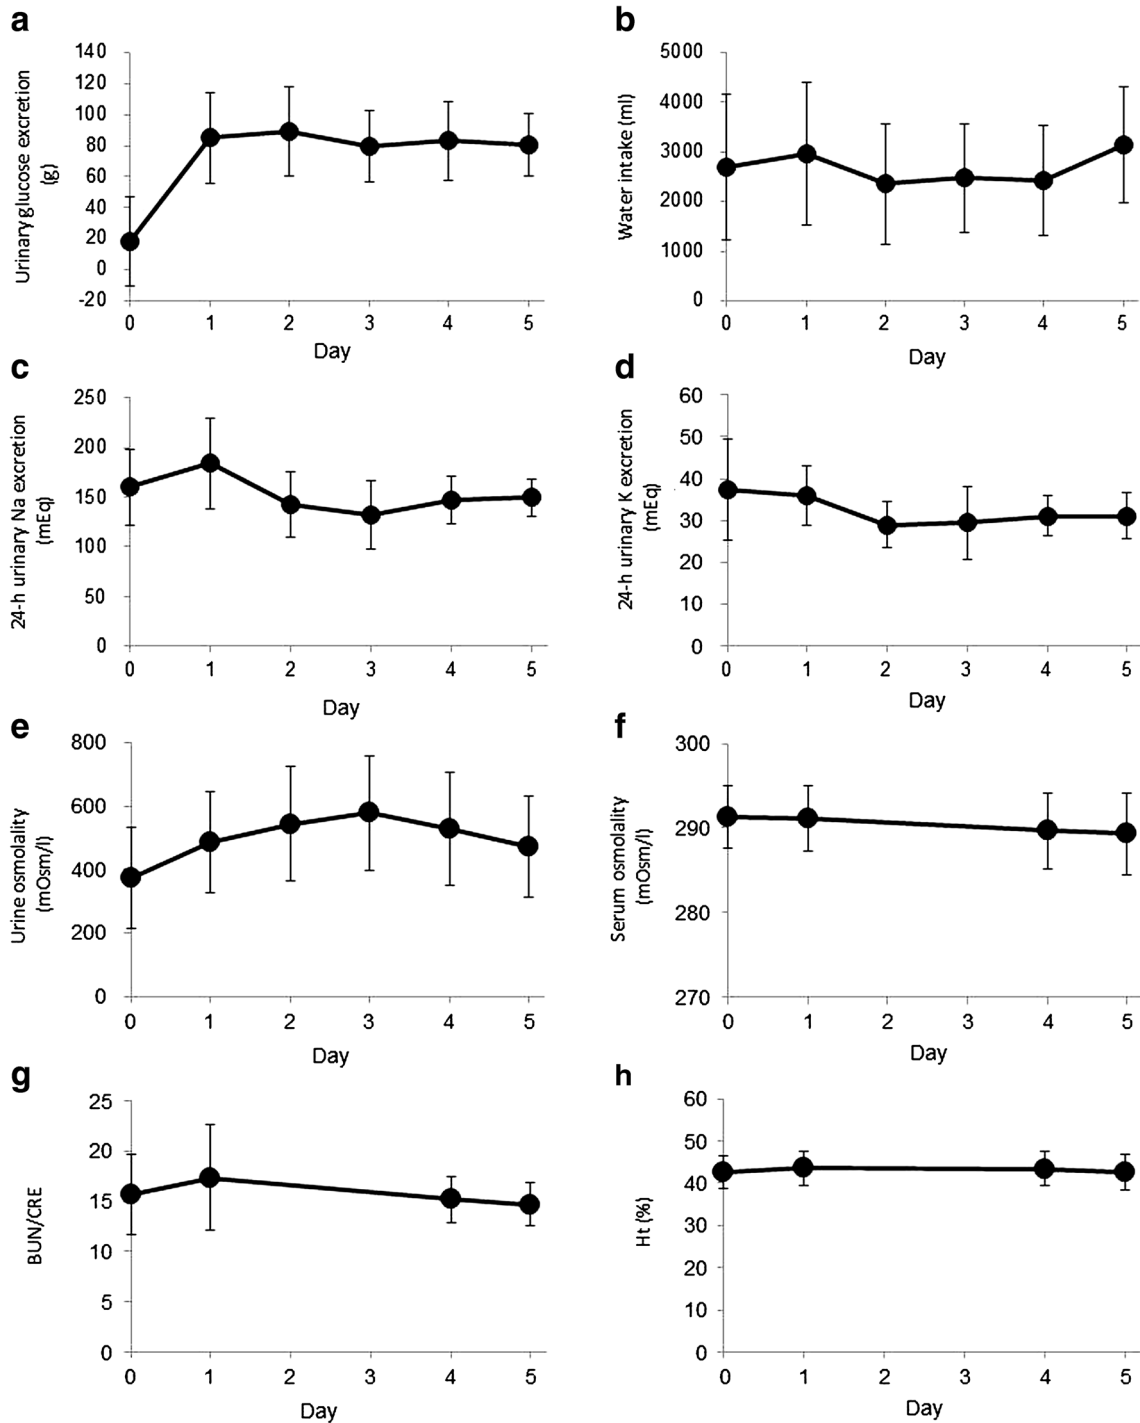 a
Urinary glucose excretion
(g)
140
120
100
80
60
40
20
0
-20
0 1 2 3 4 5
Day
b
Water intake (ml)
5000
4000
3000
2000
1000
0
0 1 2 3 4 5
Day
c
24-h urinary Na excretion
(mEq)
250
200
150
100
50
0
0 1 2 3 4 5
Day
d
24-h urinary K excretion
(mEq)
60
50
40
30
20
10
0
0 1 2 3 4 5
Day
e
Urine osmolality
(mOsm/l)
800
600
400
200
0
0 1 2 3 4 5
Day
f
Serum osmolality
(mOsm/l)
300
290
280
270
0 1 2 3 4 5
Day
g
BUN/CRE
25
20
15
10
5
0
0 1 2 3 4 5
Day
h
Ht (%)
60
50
40
30
20
10
0
0 1 2 3 4 5
Day